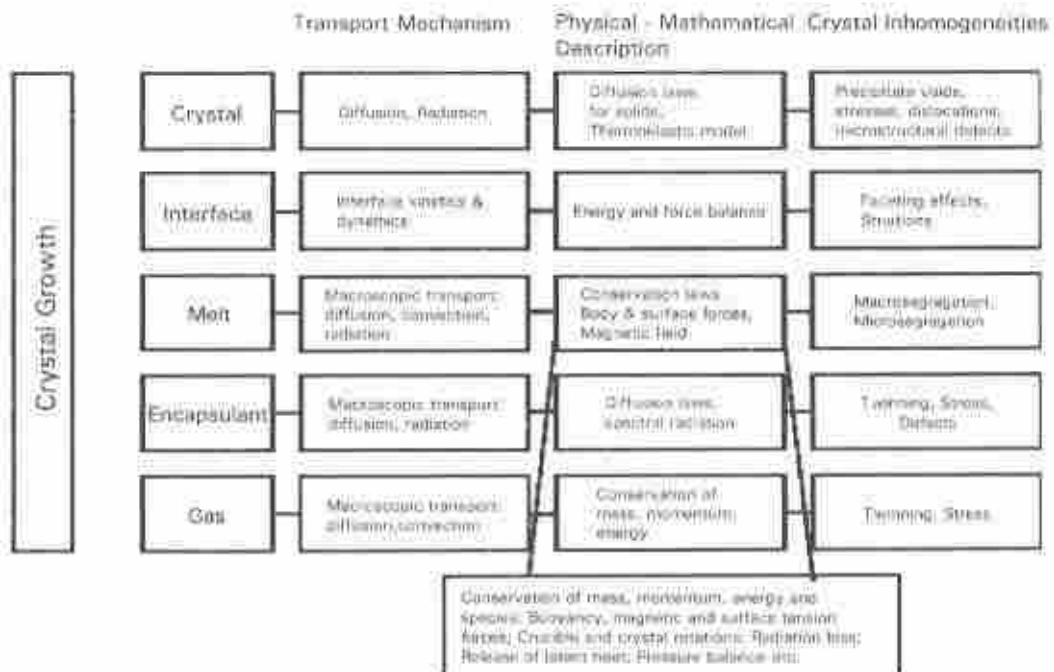 Transport Mechanism
Physical - Mathematical
Description
Crystal Inhomogeneities
Crystal Growth
Crystal
Diffusion, Radiation
Diffusion laws
for solids,
Thermoelastic model
Precipitate voids,
stresses, dislocations,
microstructural defects
Interface
Interface kinetics &
dynamics
Energy and force balance
Faceting effects,
Striations
Melt
Macroscopic transport:
diffusion, convection,
radiation
Conservation laws
Body & surface forces,
Magnetic field
Macrosegregation,
Microsegregation
Encapsulant
Macroscopic transport:
diffusion, radiation
Diffusion laws,
spectral radiation
Twinning, Stress,
Defects
Gas
Macroscopic transport:
diffusion,convection
Conservation of
mass, momentum,
energy
Twinning, Stress
Conservation of mass, momentum, energy and
species; Buoyancy, magnetic and surface tension
forces; Crucible and crystal rotations; Radiation loss;
Release of latent heat; Pressure balance etc.